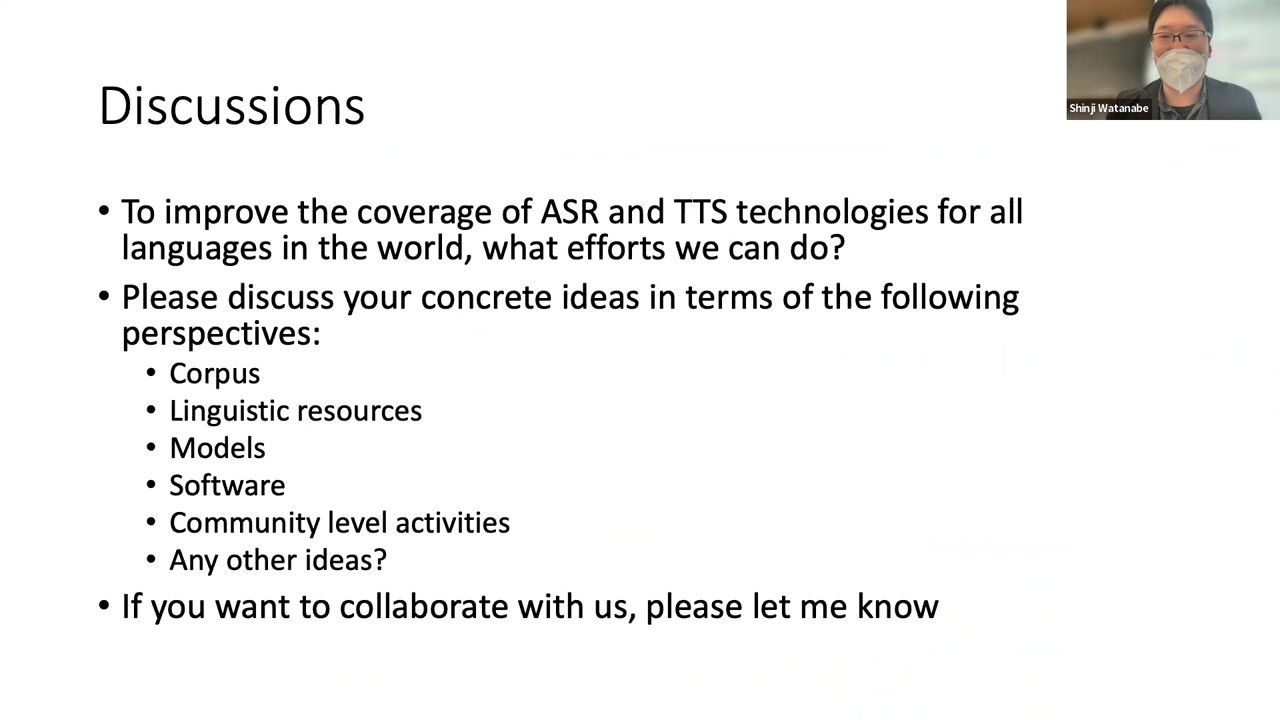 Discussions
Shinji Watanabe
• To improve the coverage of ASR and TTS technologies for all
languages in the world, what efforts we can do?
• Please discuss your concrete ideas in terms of the following
perspectives:
• Corpus
• Linguistic resources
• Models
• Software
• Community level activities
• Any other ideas?
• If you want to collaborate with us, please let me know